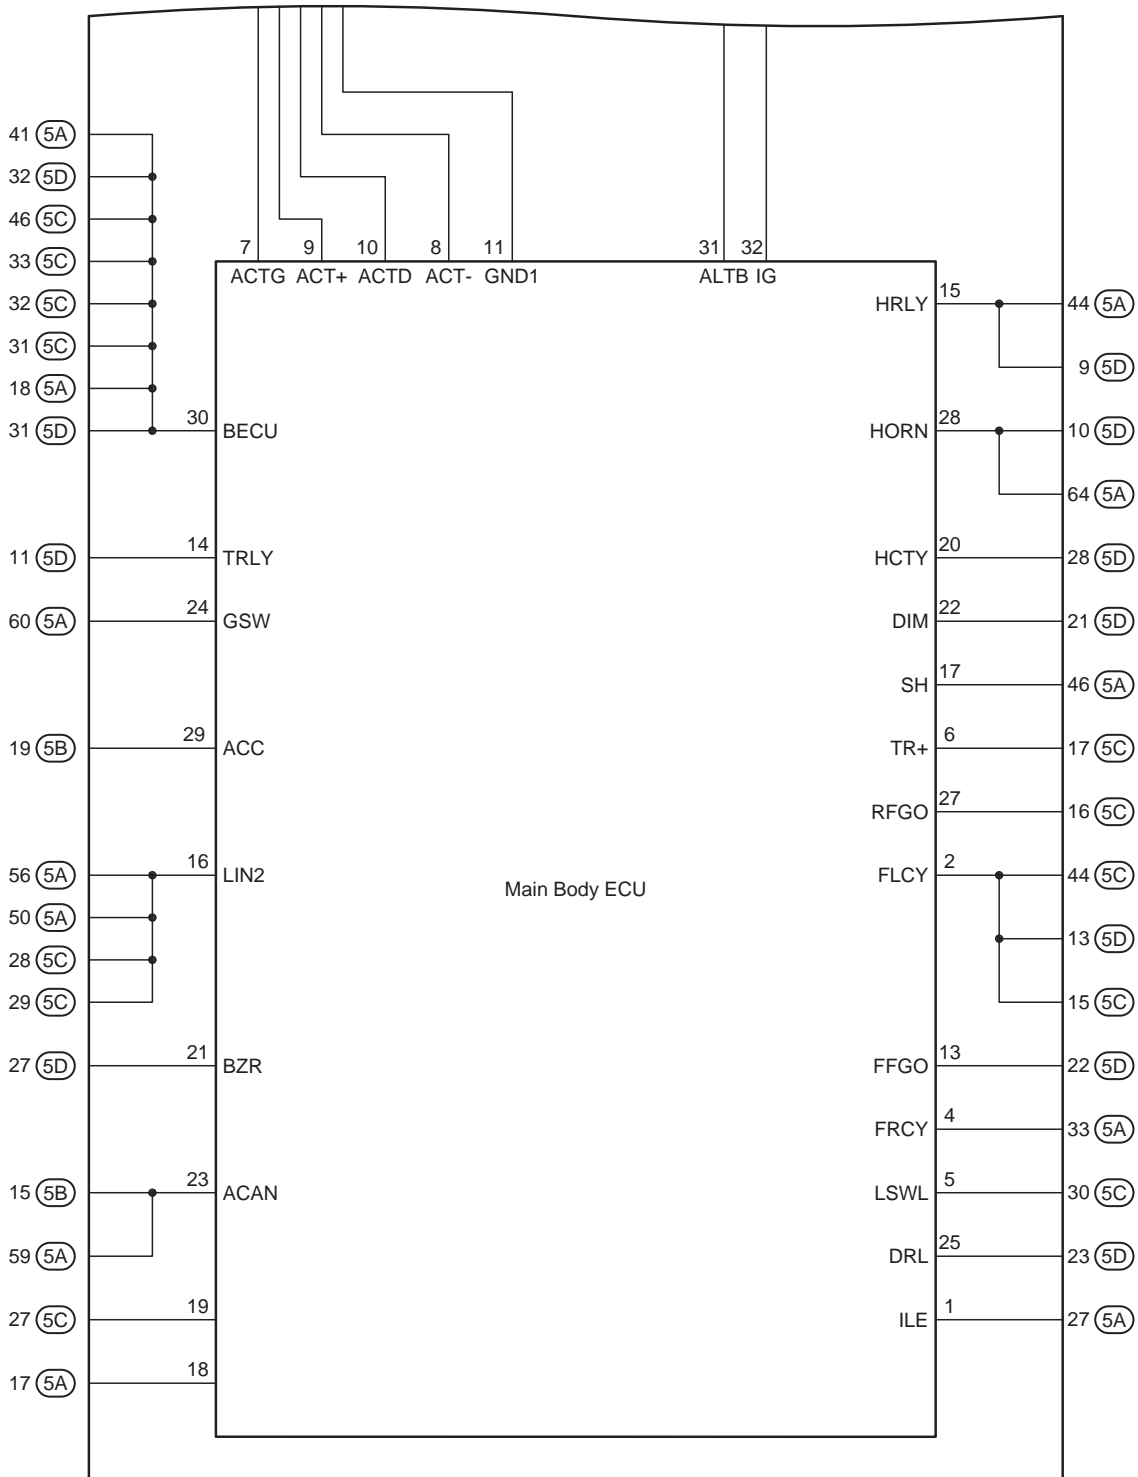 41 5A
32 5D
46 5C
33 5C
32 5C
31 5C
18 5A
31 5D
11 5D
60 5A
19 5B
56 5A
50 5A
28 5C
29 5C
27 5D
15 5B
59 5A
27 5C
17 5A
7 9 10 8 11 31 32
ACTG ACT+ ACTD ACT- GND1 ALTB IG
30 BECU
14 TRLY
24 GSW
29 ACC
16 LIN2
21 BZR
23 ACAN
19
18
Main Body ECU
HRLY 15
HORN 28
HCTY 20
DIM 22
SH 17
TR+ 6
RFGO 27
FLCY 2
FFGO 13
FRCY 4
LSWL 5
DRL 25
ILE 1
44 5A
9 5D
10 5D
64 5A
28 5D
21 5D
46 5A
17 5C
16 5C
44 5C
13 5D
15 5C
22 5D
33 5A
30 5C
23 5D
27 5A